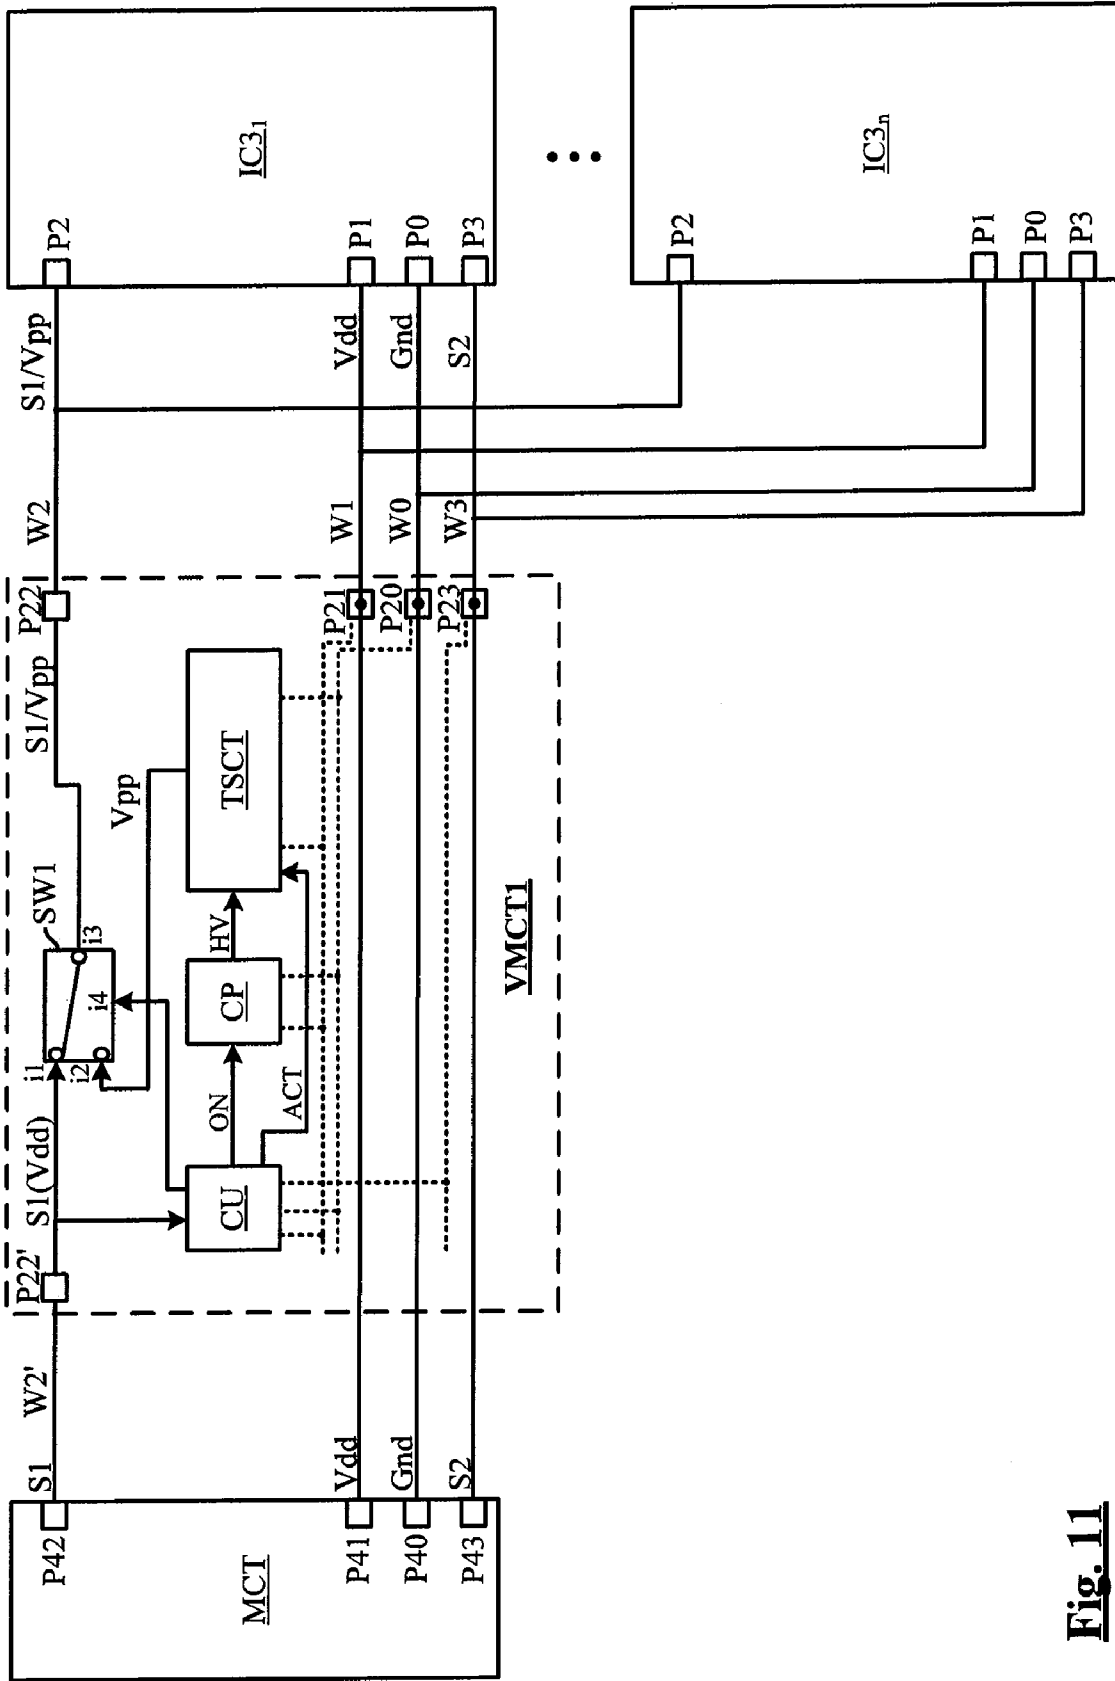 MCT
P42
P41
P40
P43
S1
Vdd
Gnd
S2
W2'
VMCT1
P22'
S1(Vdd)
i1
i2
i3
i4
SW1
S1/Vpp
P22
Vpp
CU
ON
ACT
CP
HV
TSCT
P21
P20
P23
W2
W1
W0
W3
S1/Vpp
Vdd
Gnd
S2
P2
P1
P0
P3
IC3₁
P2
P1
P0
P3
IC3ₙ
Fig. 11